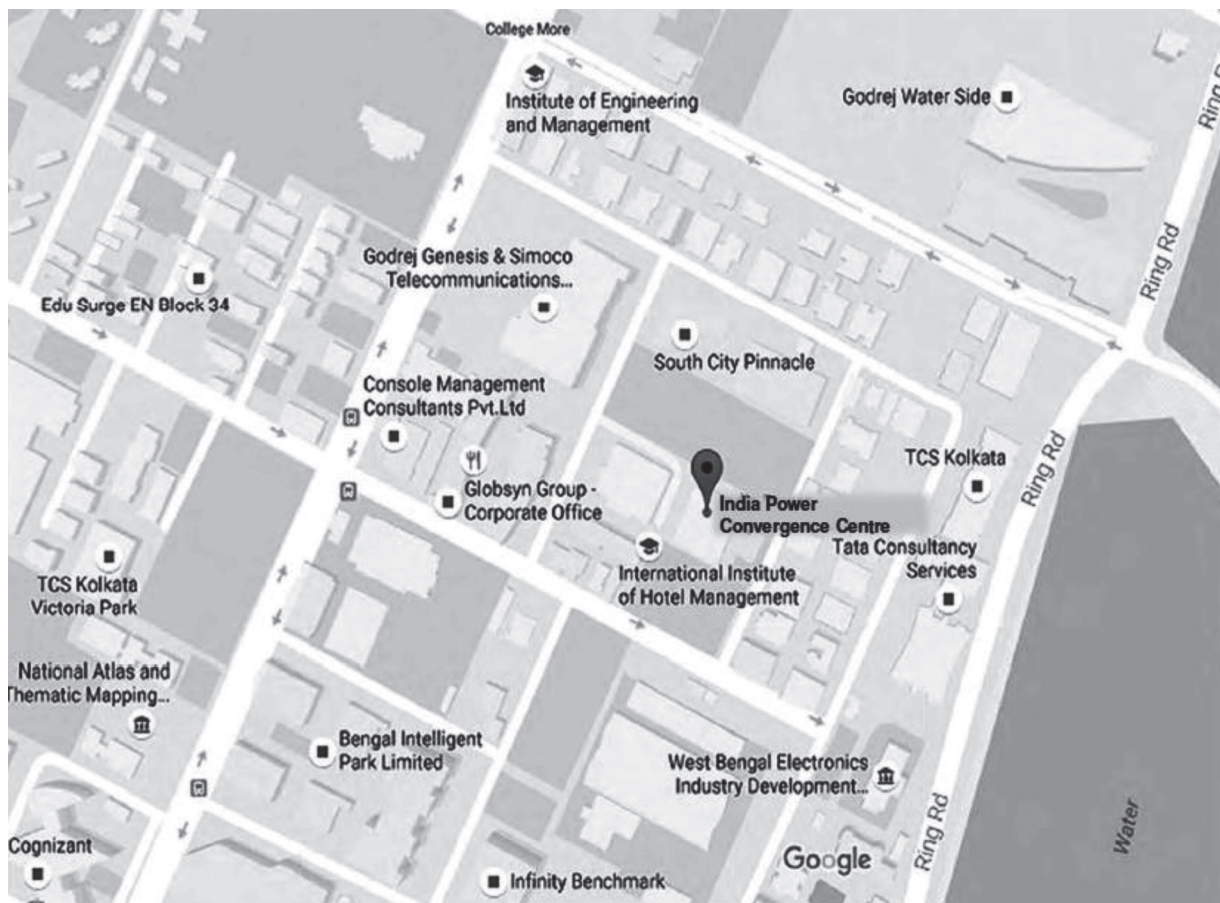 College More
Institute of Engineering
and Management
Godrej Water Side
Ring Rd
Ring Rd
Godrej Genesis & Simoco
Telecommunications...
Edu Surge EN Block 34
South City Pinnacle
Console Management
Consultants Pvt.Ltd
TCS Kolkata
Ring Rd
Globsyn Group -
Corporate Office
India Power
Convergence Centre
Tata Consultancy
Services
International Institute
of Hotel Management
TCS Kolkata
Victoria Park
National Atlas and
Thematic Mapping...
Bengal Intelligent
Park Limited
West Bengal Electronics
Industry Development...
Water
Ring Rd
Cognizant
Google
Infinity Benchmark